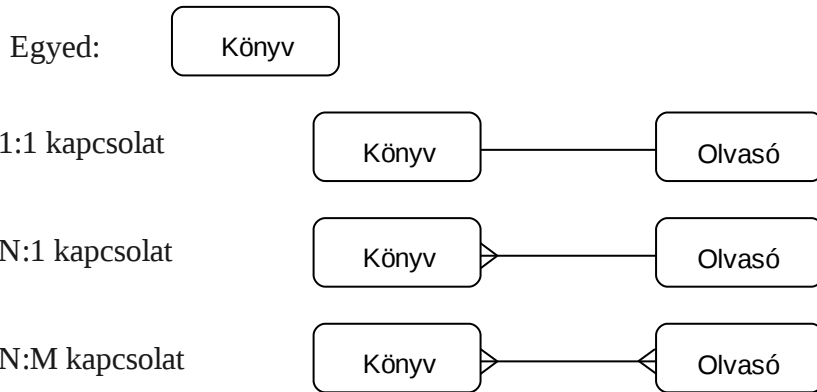 Egyed: Könyv
1:1 kapcsolat Könyv Olvasó
N:1 kapcsolat Könyv Olvasó
N:M kapcsolat Könyv Olvasó